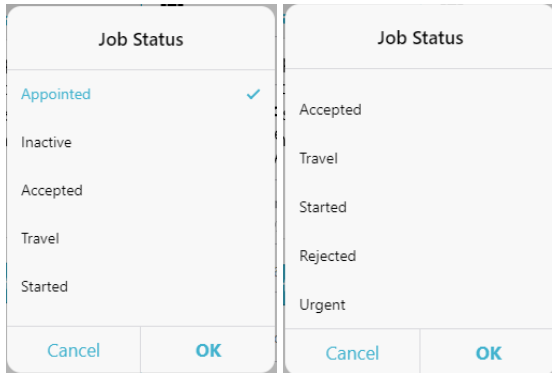 Job Status
Appointed
Inactive
Accepted
Travel
Started
Cancel OK
Job Status
Accepted
Travel
Started
Rejected
Urgent
Cancel OK